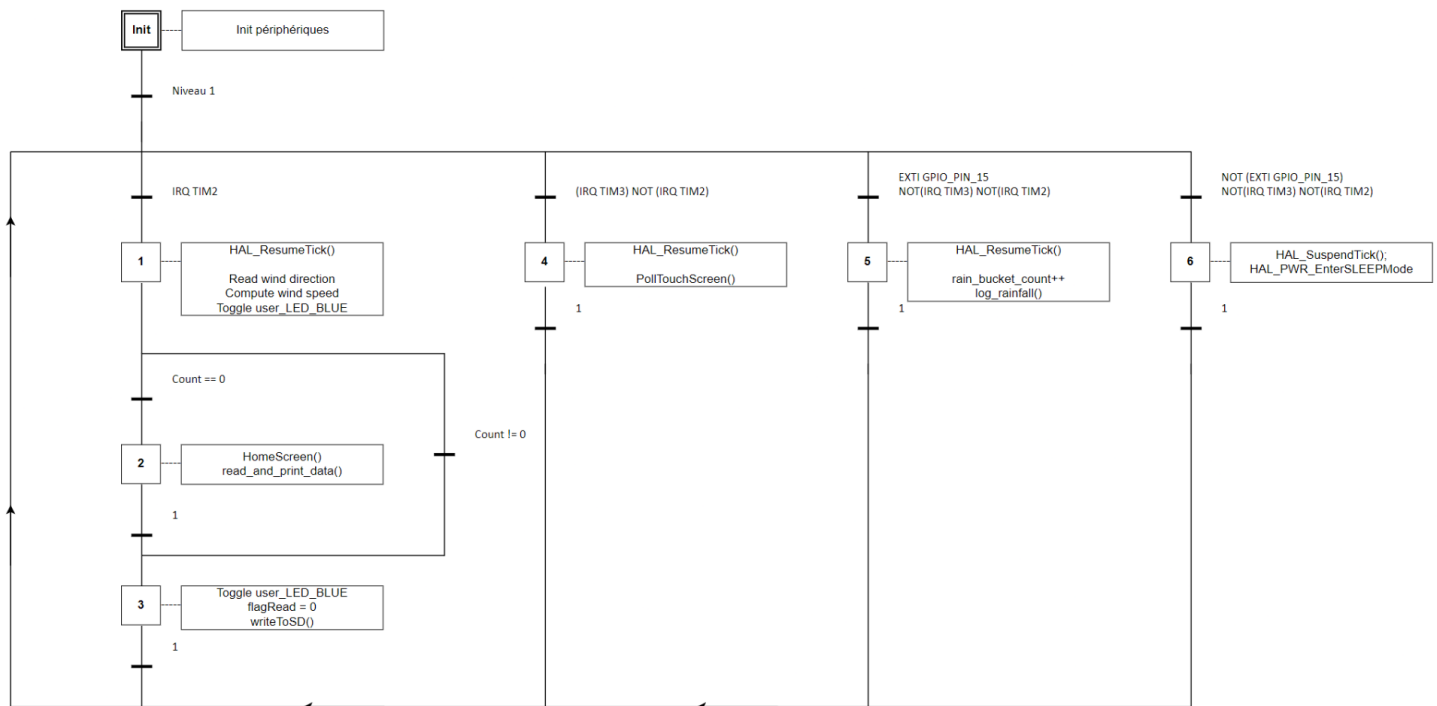 Init
Init périphériques
Niveau 1
IRQ TIM2
(IRQ TIM3) NOT (IRQ TIM2)
EXTI GPIO_PIN_15
NOT(IRQ TIM3) NOT(IRQ TIM2)
NOT (EXTI GPIO_PIN_15)
NOT(IRQ TIM3) NOT(IRQ TIM2)
1
HAL_ResumeTick()
Read wind direction
Compute wind speed
Toggle user_LED_BLUE
4
HAL_ResumeTick()
PollTouchScreen()
5
HAL_ResumeTick()
rain_bucket_count++
log_rainfall()
6
HAL_SuspendTick();
HAL_PWR_EnterSLEEPMode
1
1
1
Count == 0
Count != 0
2
HomeScreen()
read_and_print_data()
1
3
Toggle user_LED_BLUE
flagRead = 0
writeToSD()
1